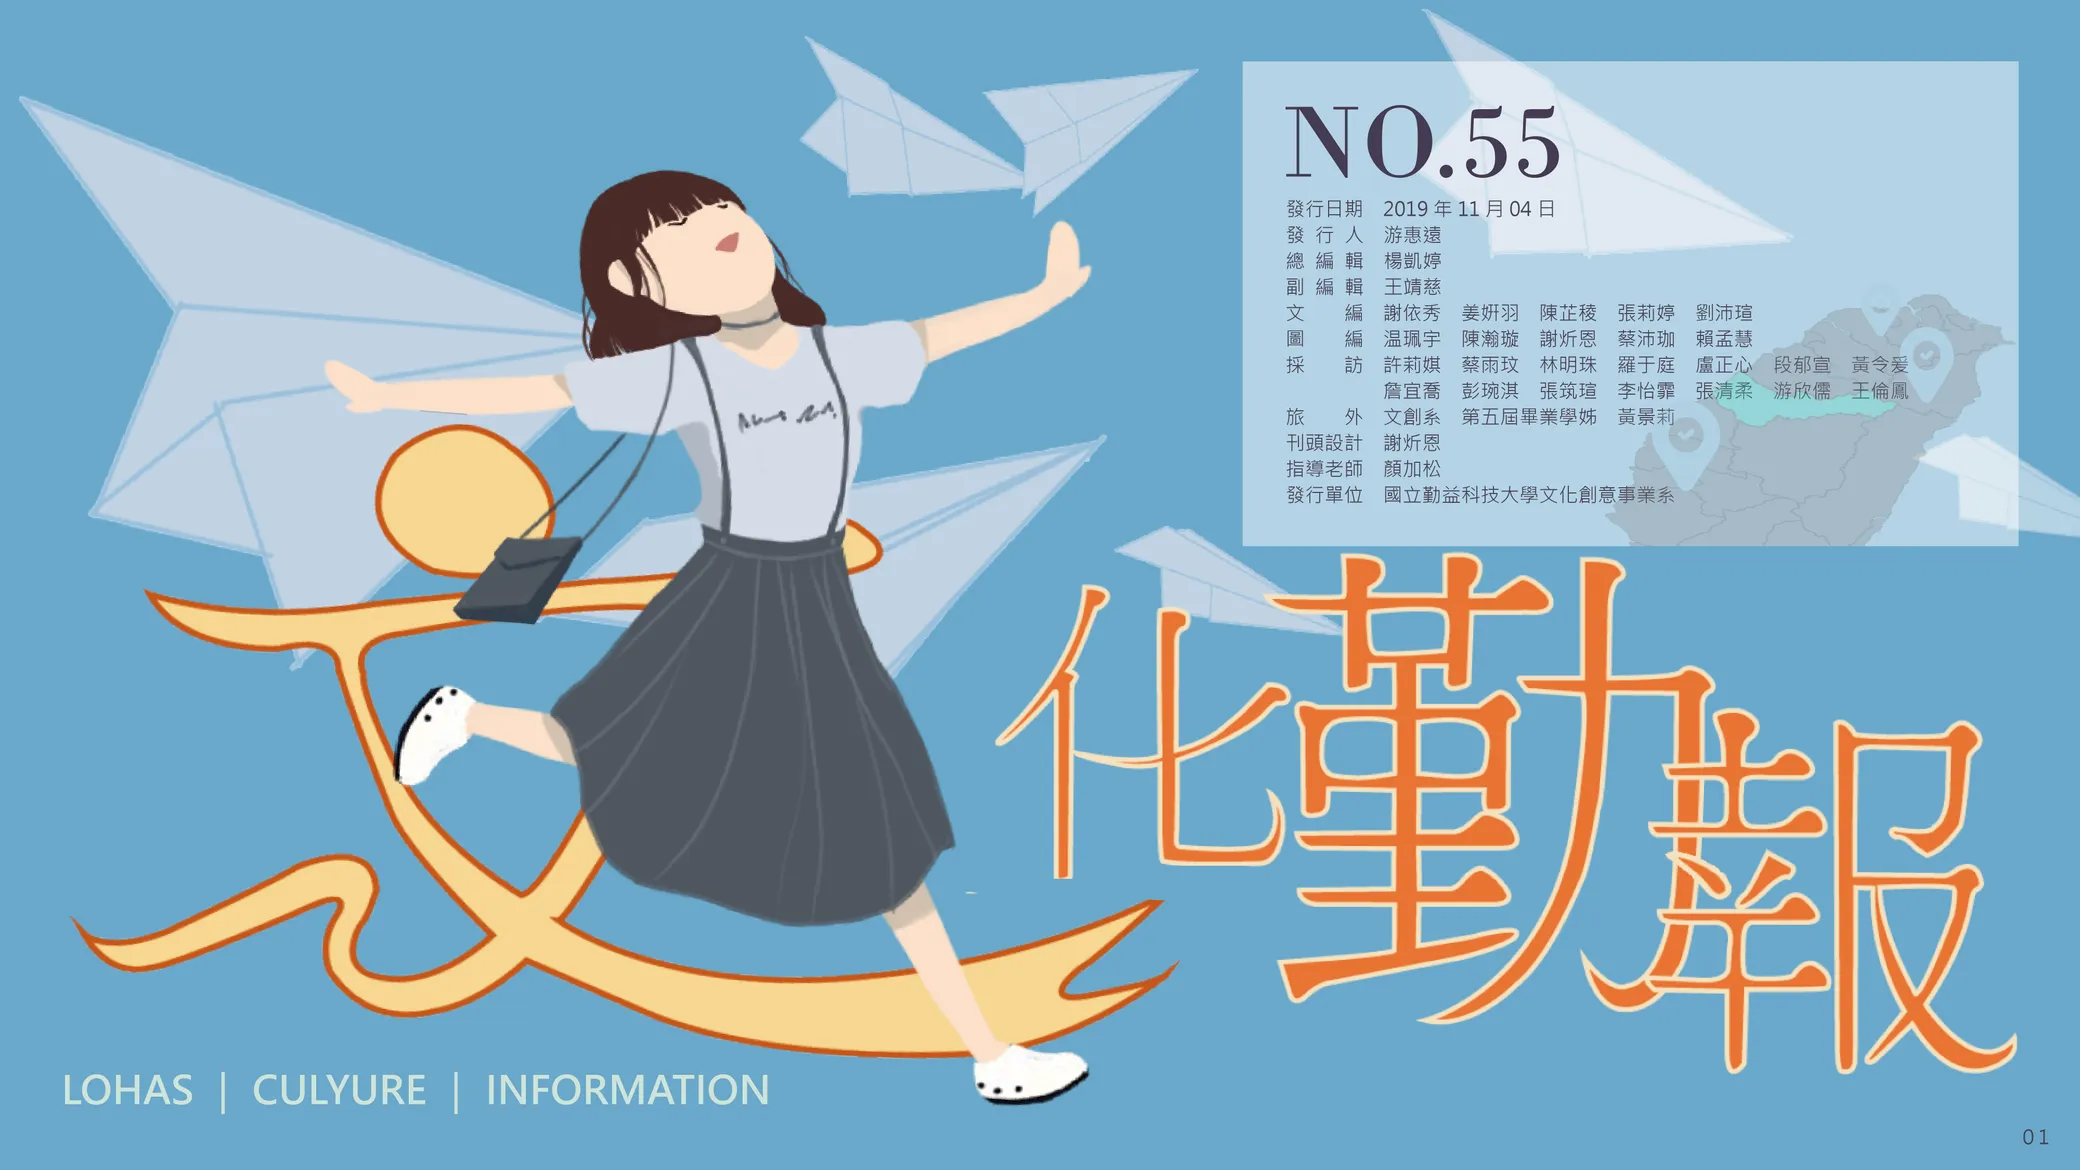 NO.55
發行日期 2019 年 11 月 04 日
發行人 游惠遠
總編輯 楊凱婷
副編輯 王靖慈
文編 謝依秀 姜姸羽 陳芷稜 張莉婷 劉沛瑄
圖編 温珮宇 陳瀚璇 謝炘恩 蔡沛珈 賴孟慧
採訪 許莉娸 蔡雨玟 林明珠 羅于庭 盧正心 段郁宣 黃令爰
詹宜喬 彭琬淇 張筑瑄 李怡霏 張清柔 游欣儒 王倫鳳
旅外 文創系 第五屆畢業學姊 黃景莉
刊頭設計 謝炘恩
指導老師 顏加松
發行單位 國立勤益科技大學文化創意事業系
文化勤報
LOHAS | CULYURE | INFORMATION
01